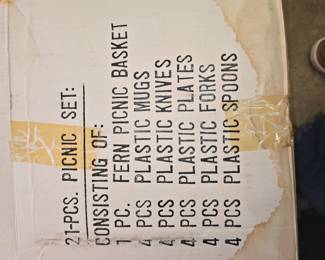 21-PCS. PICNIC SET:
CONSISTING OF:
1 PC. FERN PICNIC BASKET
4 PCS PLASTIC MUGS
4 PCS PLASTIC KNIVES
4 PCS PLASTIC PLATES
4 PCS PLASTIC FORKS
4 PCS PLASTIC SPOONS